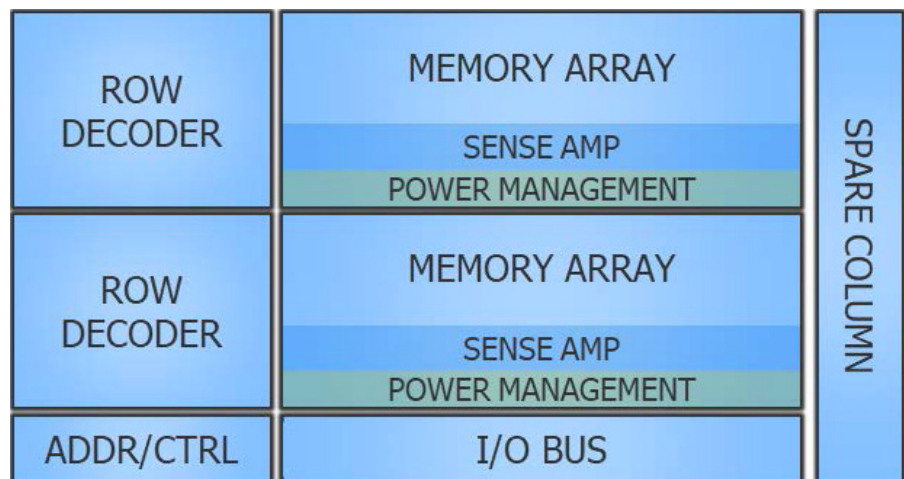 ROW
DECODER
MEMORY ARRAY
SENSE AMP
POWER MANAGEMENT
ROW
DECODER
MEMORY ARRAY
SENSE AMP
POWER MANAGEMENT
ADDR/CTRL
I/O BUS
SPARE COLUMN